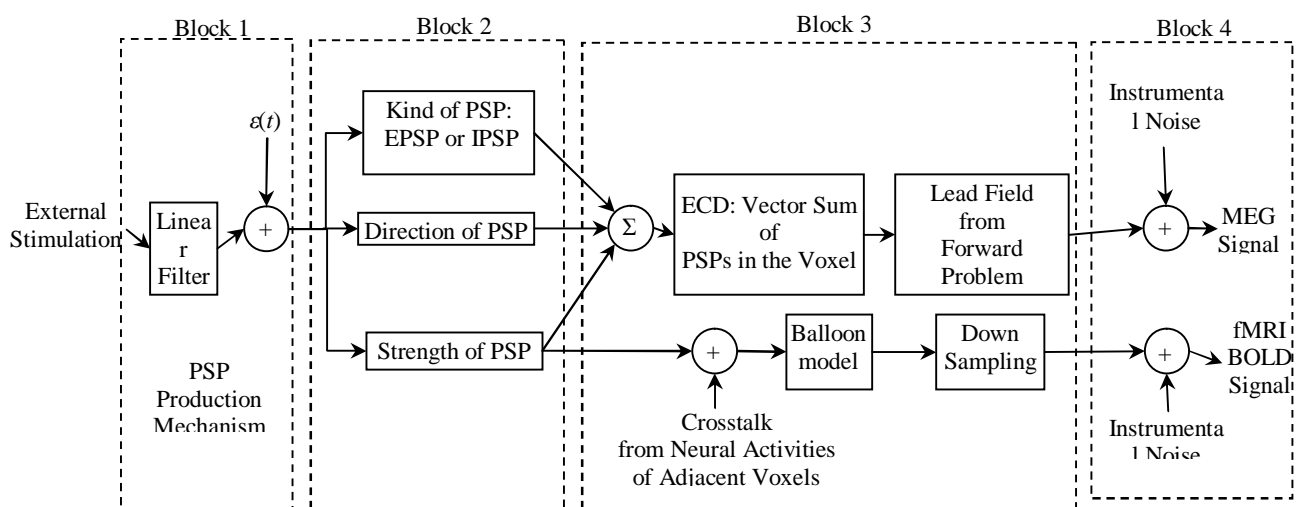 Block 1
Block 2
Block 3
Block 4
External
Stimulation
Linea
r
Filter
ε(t)
+
PSP
Production
Mechanism
Kind of PSP:
EPSP or IPSP
Direction of PSP
Strength of PSP
Σ
ECD: Vector Sum
of
PSPs in the Voxel
Lead Field
from
Forward
Problem
+
Crosstalk
from Neural Activities
of Adjacent Voxels
Balloon
model
Down
Sampling
Instrumenta
l Noise
+
MEG
Signal
+
fMRI
BOLD
Signal
Instrumenta
l Noise